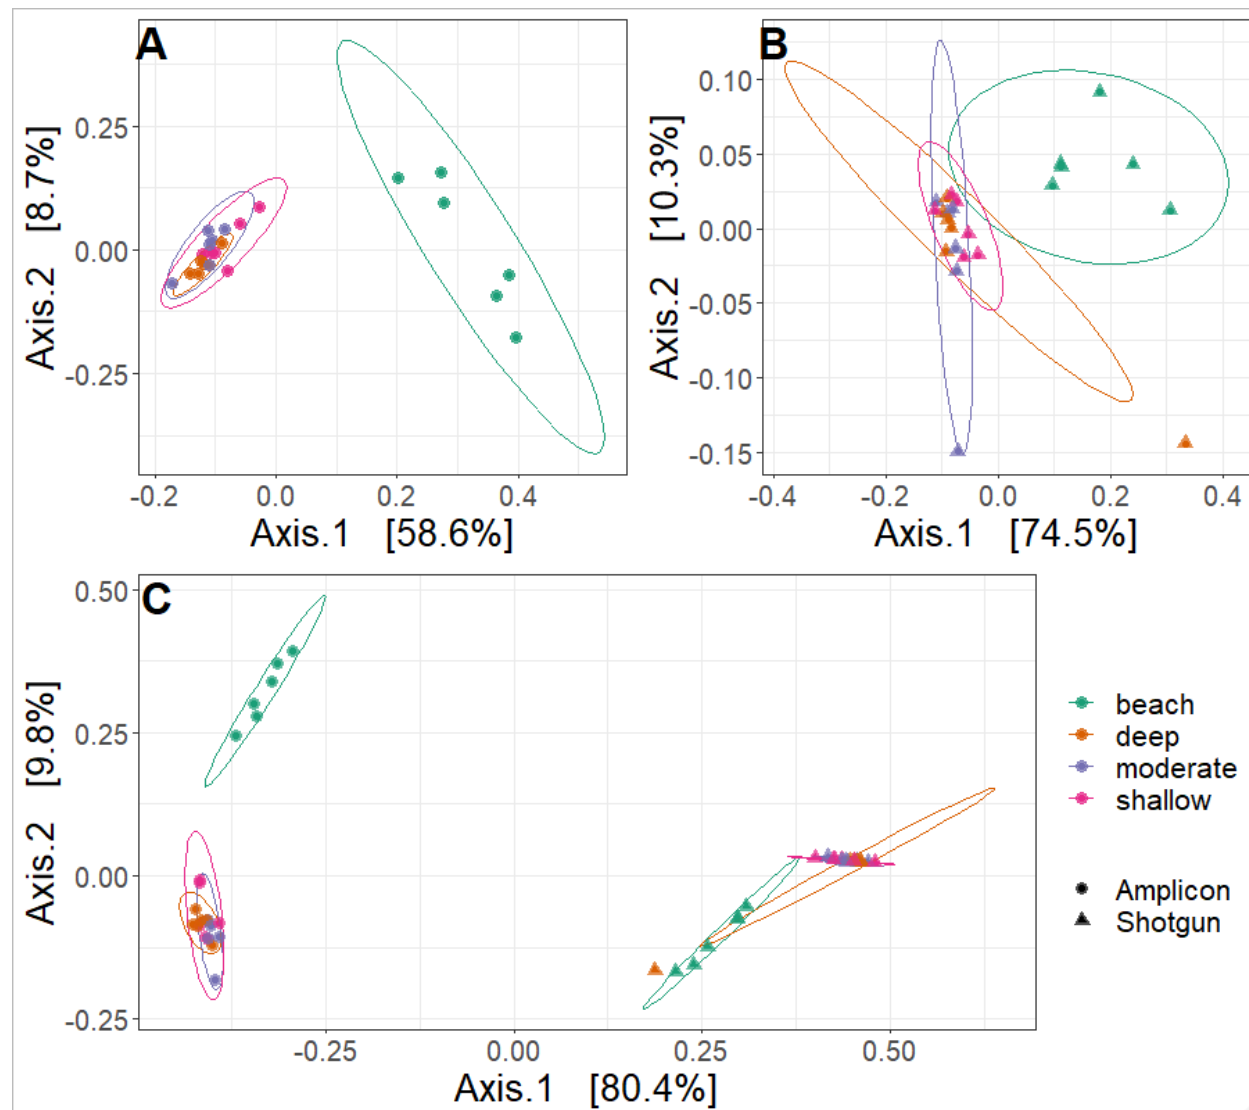 A
0.25
0.00
-0.25
Axis.2 [8.7%]
-0.2 0.0 0.2 0.4
Axis.1 [58.6%]
B
0.10
0.05
0.00
-0.05
-0.10
-0.15
Axis.2 [10.3%]
-0.4 -0.2 0.0 0.2 0.4
Axis.1 [74.5%]
C
0.50
0.25
0.00
-0.25
Axis.2 [9.8%]
-0.25 0.00 0.25 0.50
Axis.1 [80.4%]
beach
deep
moderate
shallow
Amplicon
Shotgun